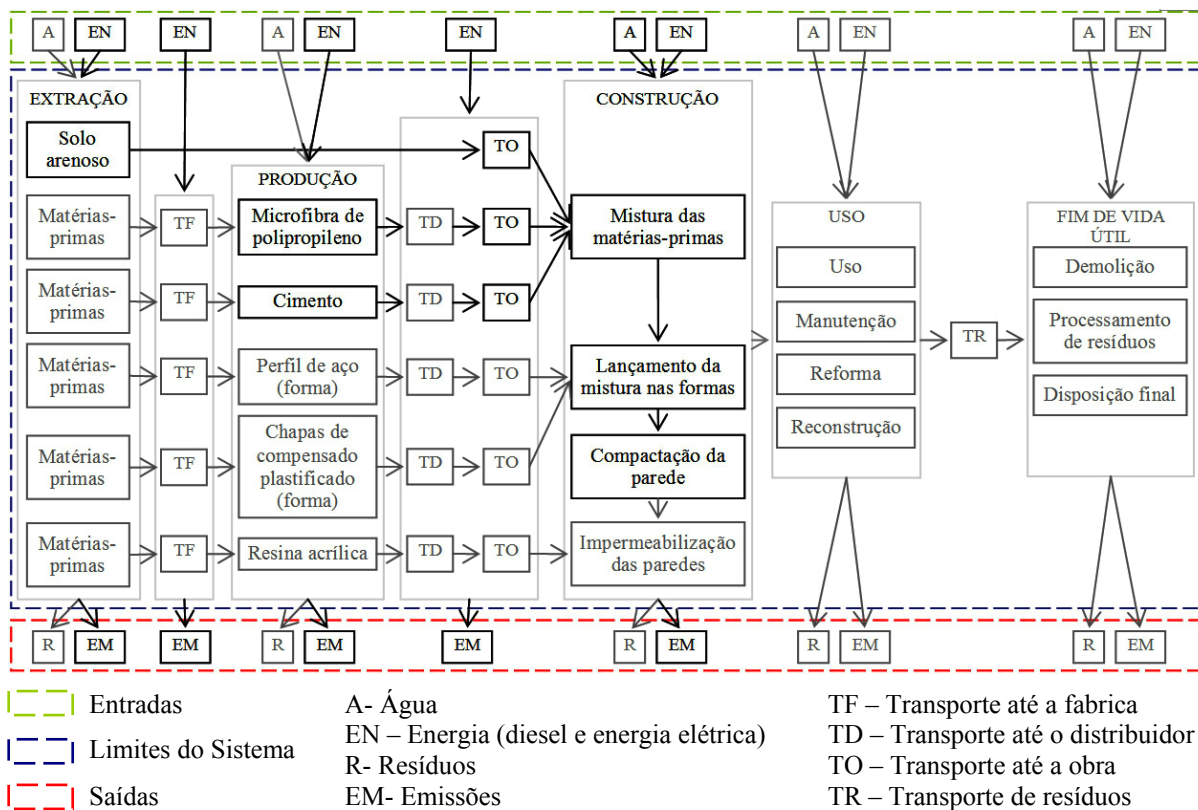 A EN EN A EN EN A EN A EN A EN
EXTRAÇÃO
Solo
arenoso
Matérias-
primas
Matérias-
primas
Matérias-
primas
Matérias-
primas
Matérias-
primas
TF
TF
TF
TF
TF
PRODUÇÃO
Microfibra de
polipropileno
Cimento
Perfil de aço
(forma)
Chapas de
compensado
plastificado
(forma)
Resina acrílica
TO
TD TO
TD TO
TD TO
TD TO
TD TO
CONSTRUÇÃO
Mistura das
matérias-primas
Lançamento da
mistura nas formas
Compactação da
parede
Impermeabilização
das paredes
USO
Uso
Manutenção
Reforma
Reconstrução
TR
FIM DE VIDA
ÚTIL
Demolição
Processamento
de resíduos
Disposição final
R EM EM R EM EM R EM R EM R EM
Entradas
Limites do Sistema
Saídas
A- Água
EN – Energia (diesel e energia elétrica)
R- Resíduos
EM- Emissões
TF – Transporte até a fabrica
TD – Transporte até o distribuidor
TO – Transporte até a obra
TR – Transporte de resíduos